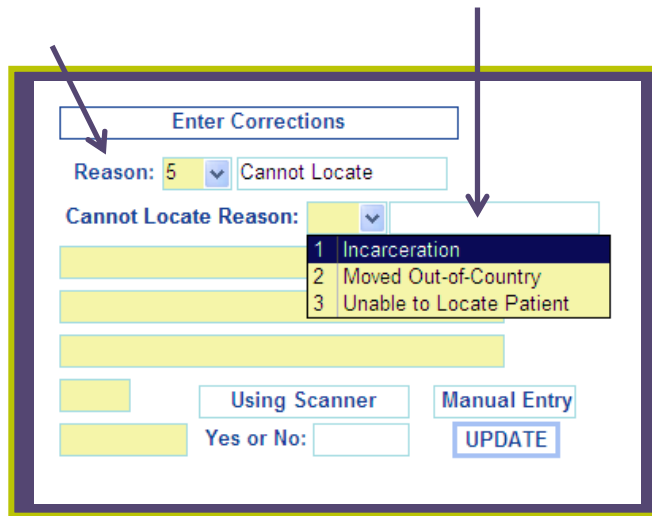 Enter Corrections
Reason: 5 Cannot Locate
Cannot Locate Reason:
1 Incarceration
2 Moved Out-of-Country
3 Unable to Locate Patient
Using Scanner Manual Entry
Yes or No: UPDATE